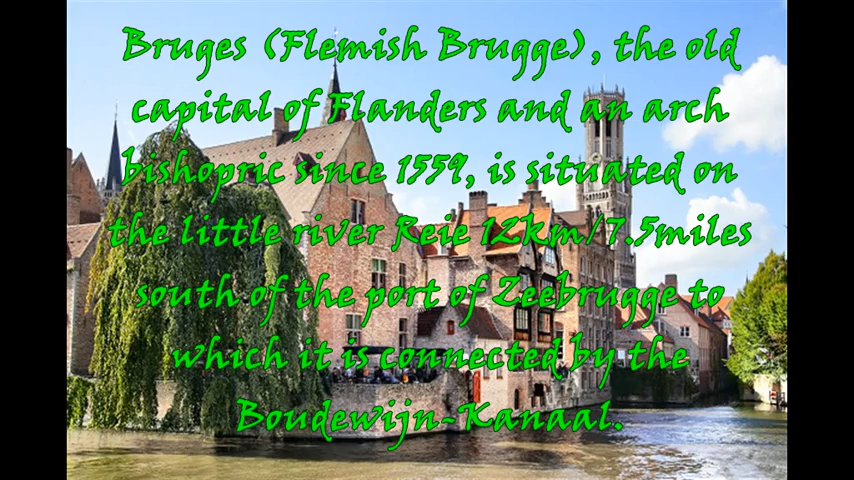 Bruges (Flemish Brugge), the old
capital of Flanders and an arch
bishopric since 1559, is situated on
the little river Reie 12km/7.5miles
south of the port of Zeebrugge to
which it is connected by the
Boudewijn-Kanaal.